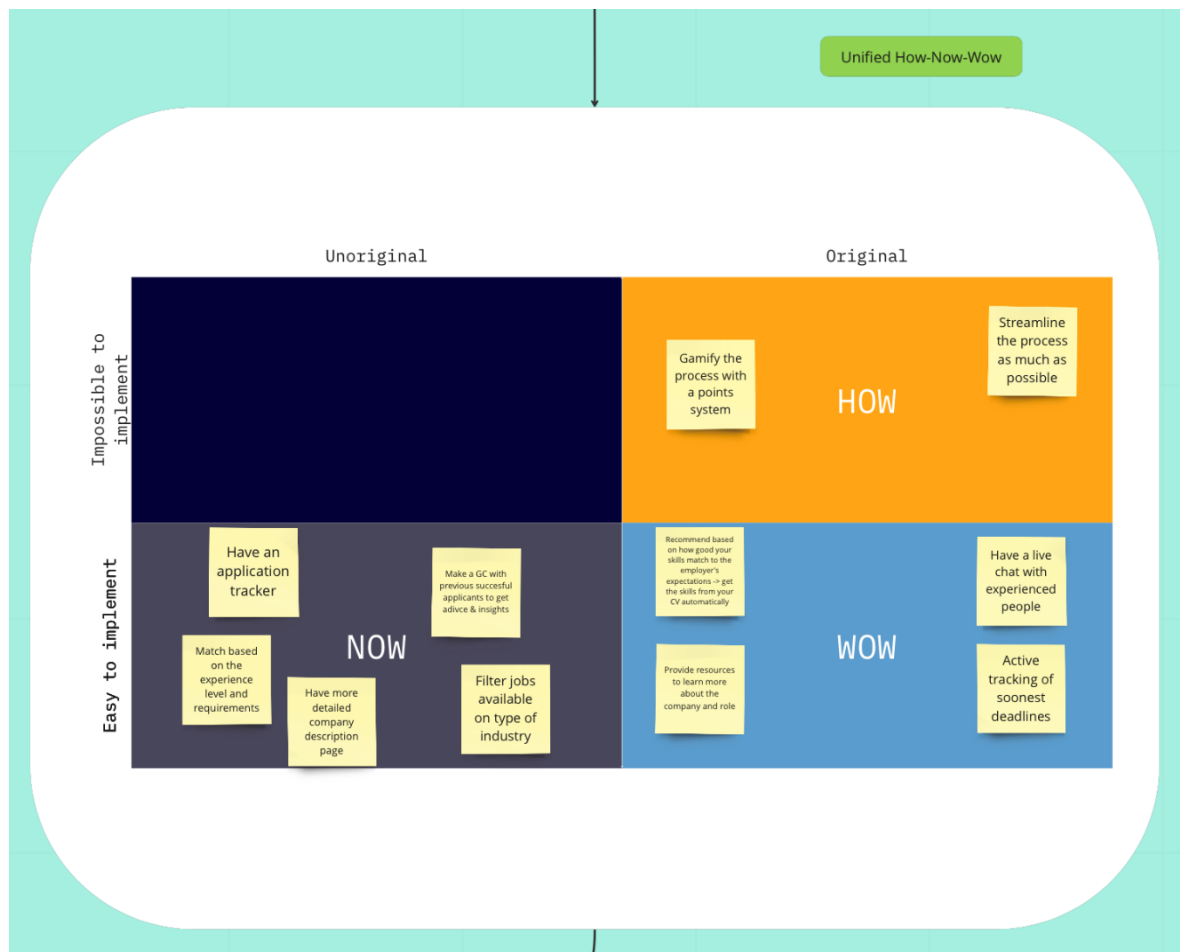 Unified How-Now-Wow
Unoriginal
Original
Impossible to
implement
Gamify the
process with
a points
system
HOW
Streamline
the process
as much as
possible
Easy to implement
Have an
application
tracker
Make a GC with
previous succesful
applicants to get
adivce & insights
NOW
Match based on
the experience
level and
requirements
Have more
detailed
company
description
page
Filter jobs
available
on type of
industry
Recommend based
on how good your
skills match to the
employer's
expectations -> get
the skills from your
CV automatically
Have a live
chat with
experienced
people
WOW
Provide resources
to learn more
about the
company and role
Active
tracking of
soonest
deadlines